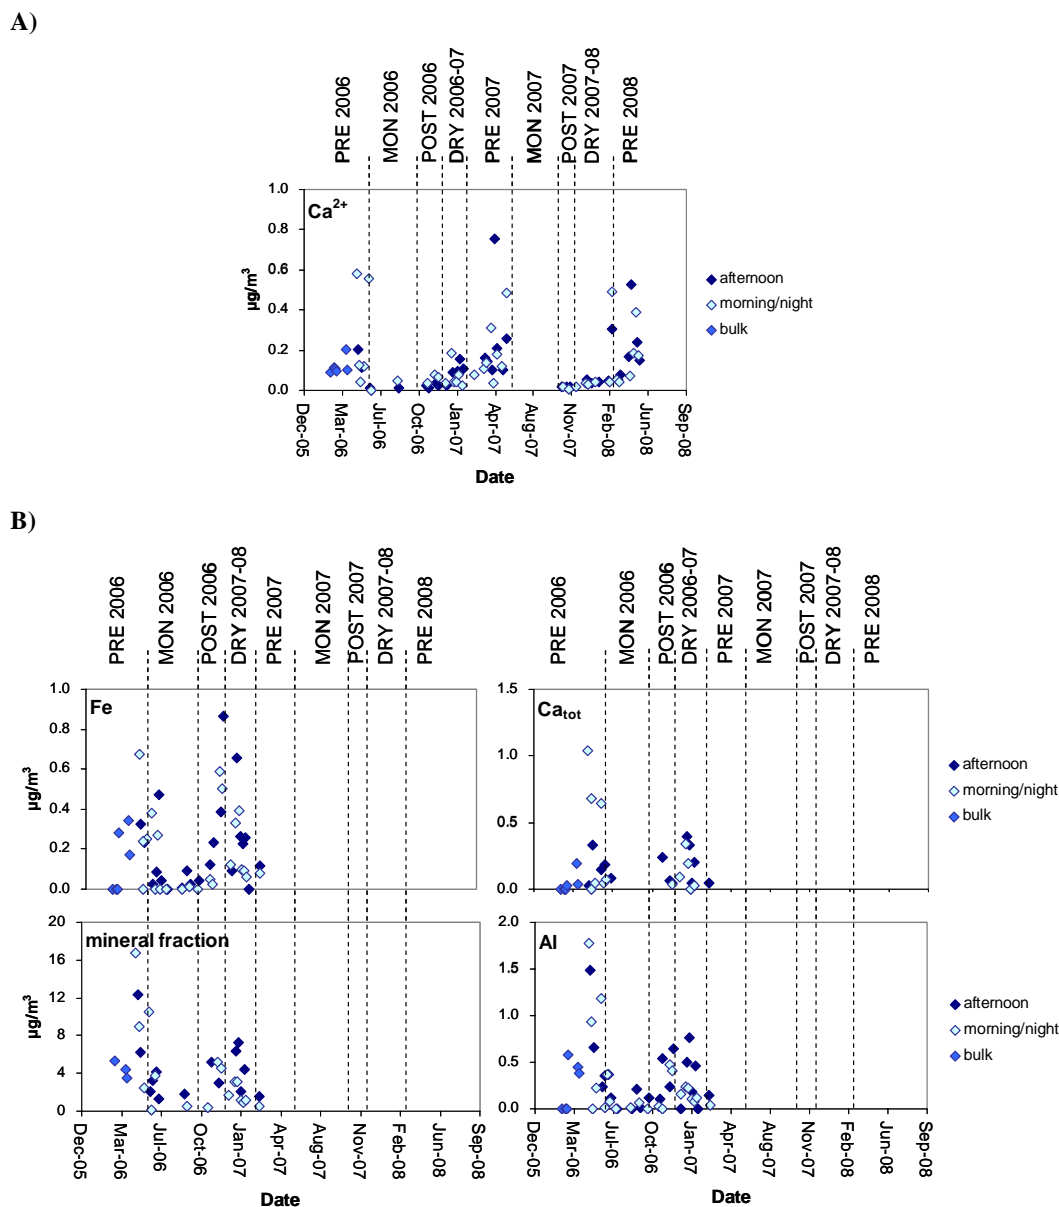 A)
PRE 2006
MON 2006
POST 2006
DRY 2006-07
PRE 2007
MON 2007
POST 2007
DRY 2007-08
PRE 2008
1.0
0.8
0.6
0.4
0.2
0.0
µg/m³
Ca²⁺
afternoon
morning/night
bulk
Dec-05
Mar-06
Jul-06
Oct-06
Jan-07
Apr-07
Aug-07
Nov-07
Feb-08
Jun-08
Sep-08
Date
B)
PRE 2006
MON 2006
POST 2006
DRY 2007-08
PRE 2007
MON 2007
POST 2007
DRY 2007-08
PRE 2008
1.0
0.8
0.6
0.4
0.2
0.0
µg/m³
Fe
PRE 2006
MON 2006
POST 2006
DRY 2006-07
PRE 2007
MON 2007
POST 2007
DRY 2007-08
PRE 2008
1.5
1.0
0.5
0.0
Ca_tot
afternoon
morning/night
bulk
20
16
12
8
4
0
µg/m³
mineral fraction
Dec-05
Mar-06
Jul-06
Oct-06
Jan-07
Apr-07
Aug-07
Nov-07
Feb-08
Jun-08
Sep-08
Date
2.0
1.5
1.0
0.5
0.0
Al
afternoon
morning/night
bulk
Dec-05
Mar-06
Jul-06
Oct-06
Jan-07
Apr-07
Aug-07
Nov-07
Feb-08
Jun-08
Sep-08
Date